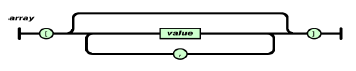 array
[ value ]
,